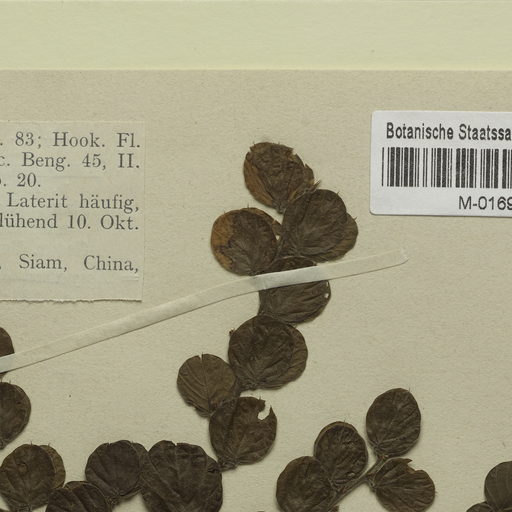 . 83; Hook. Fl.
c. Beng. 45, II.
. 20.
Laterit häufig,
lühend 10. Okt.
, Siam, China,
Botanische Staatssa
M-0169